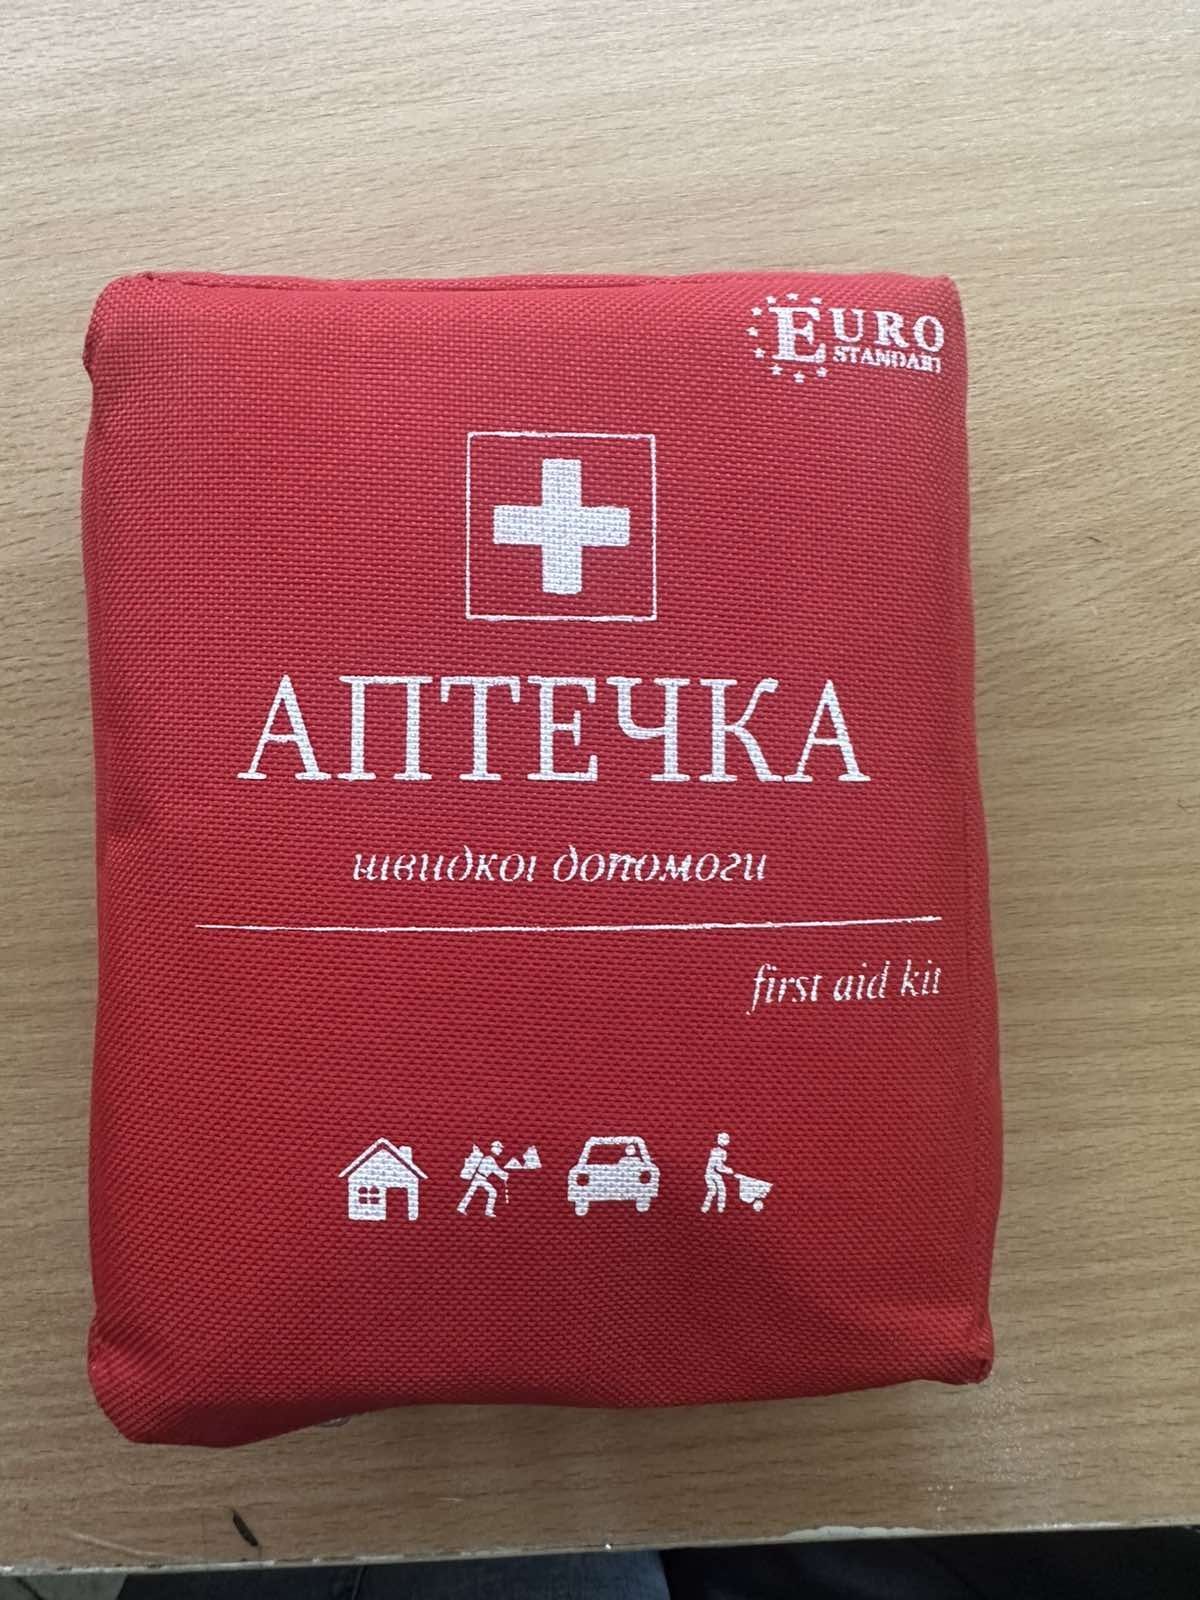 EURO
STANDART
АПТЕЧКА
швидкої допомоги
first aid kit